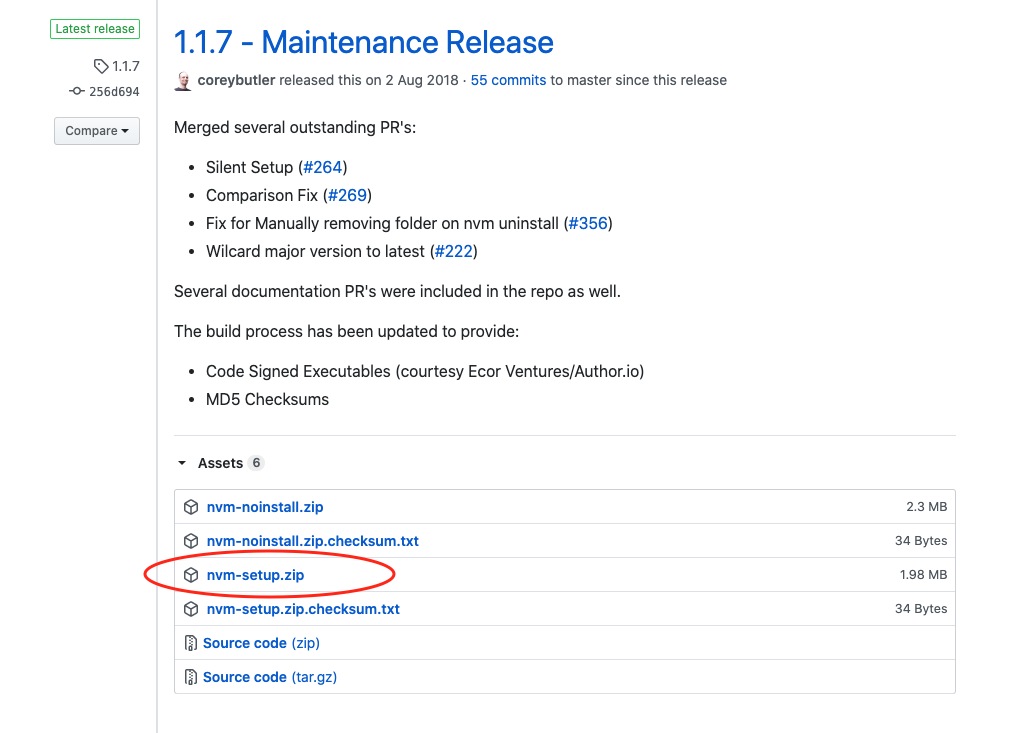 Latest release
1.1.7
256d694
Compare
1.1.7 - Maintenance Release
coreybutler released this on 2 Aug 2018 · 55 commits to master since this release
Merged several outstanding PR's:
• Silent Setup (#264)
• Comparison Fix (#269)
• Fix for Manually removing folder on nvm uninstall (#356)
• Wilcard major version to latest (#222)
Several documentation PR's were included in the repo as well.
The build process has been updated to provide:
• Code Signed Executables (courtesy Ecor Ventures/Author.io)
• MD5 Checksums
Assets 6
nvm-noinstall.zip 2.3 MB
nvm-noinstall.zip.checksum.txt 34 Bytes
nvm-setup.zip 1.98 MB
nvm-setup.zip.checksum.txt 34 Bytes
Source code (zip)
Source code (tar.gz)